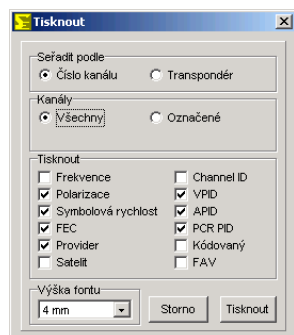 Tisknout
Seřadit podle
Číslo kanálu Transpondér
Kanály
Všechny Označené
Tisknout
Frekvence Channel ID
Polarizace VPID
Symbolová rychlost APID
FEC PCR PID
Provider Kódovaný
Satelit FAV
Výška fontu
4 mm Storno Tisknout